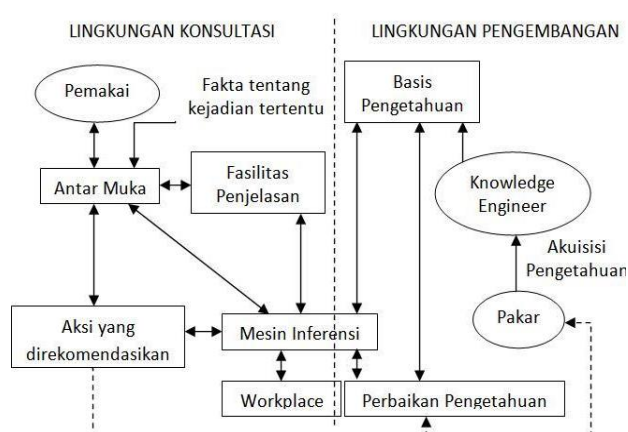 LINGKUNGAN KONSULTASI
LINGKUNGAN PENGEMBANGAN
Pemakai
Fakta tentang
kejadian tertentu
Basis
Pengetahuan
Antar Muka
Fasilitas
Penjelasan
Knowledge
Engineer
Akuisisi
Pengetahuan
Aksi yang
direkomendasikan
Mesin Inferensi
Pakar
Workplace
Perbaikan Pengetahuan